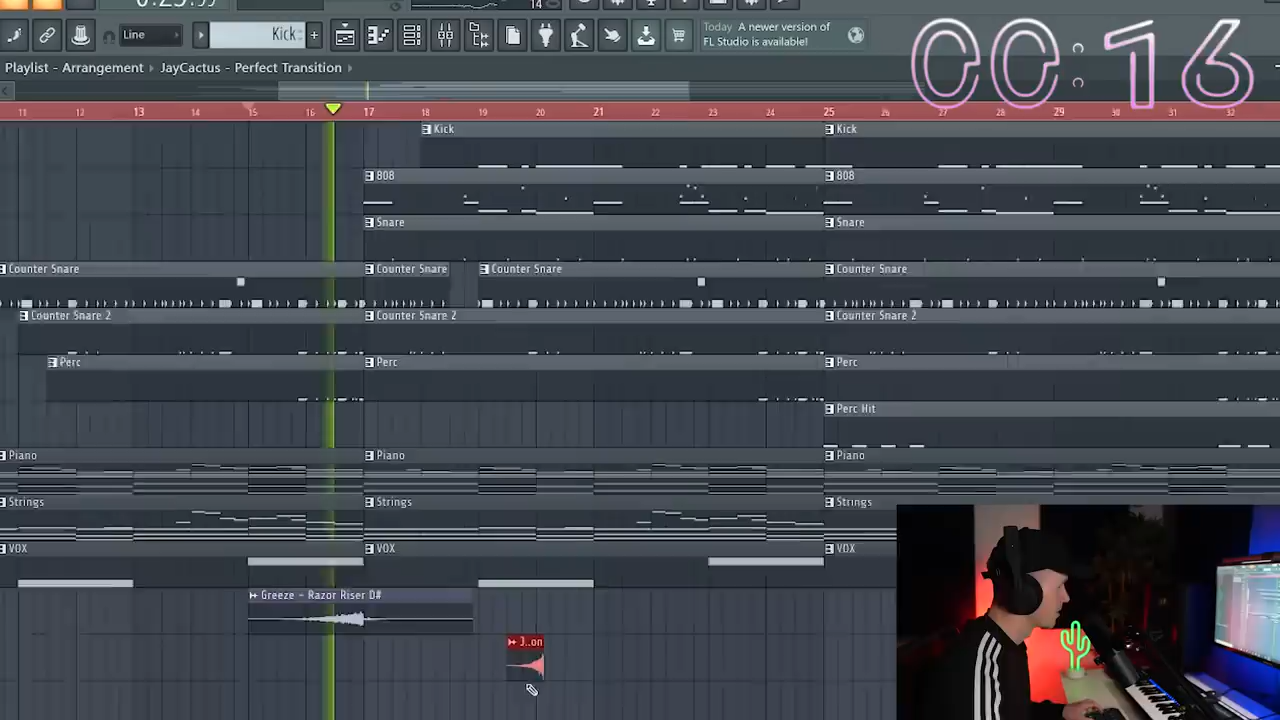 14
Line
Kick
+
Today A newer version of
FL Studio is available!
00:16
Playlist - Arrangement ▸ JayCactus - Perfect Transition ▸
11 12 13 14 15 16 17 18 19 20 21 22 23 24 25 26 27 28 29 30 31 32
Kick Kick
808 808
Snare Snare
Counter Snare Counter Snare Counter Snare Counter Snare
Counter Snare 2 Counter Snare 2 Counter Snare 2
Perc Perc Perc
Perc Hit
Piano Piano Piano
Strings Strings Strings
VOX VOX VOX
Greeze - Razor Riser D#
J..on